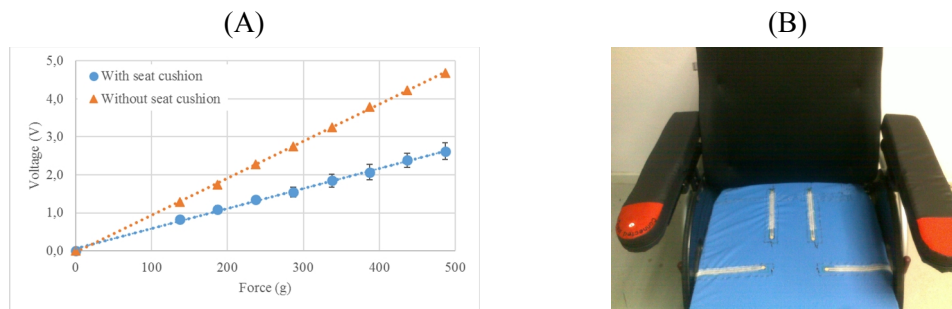 (A)
(B)
5,0
With seat cushion
Without seat cushion
4,0
3,0
2,0
1,0
0,0
Voltage (V)
0 100 200 300 400 500
Force (g)